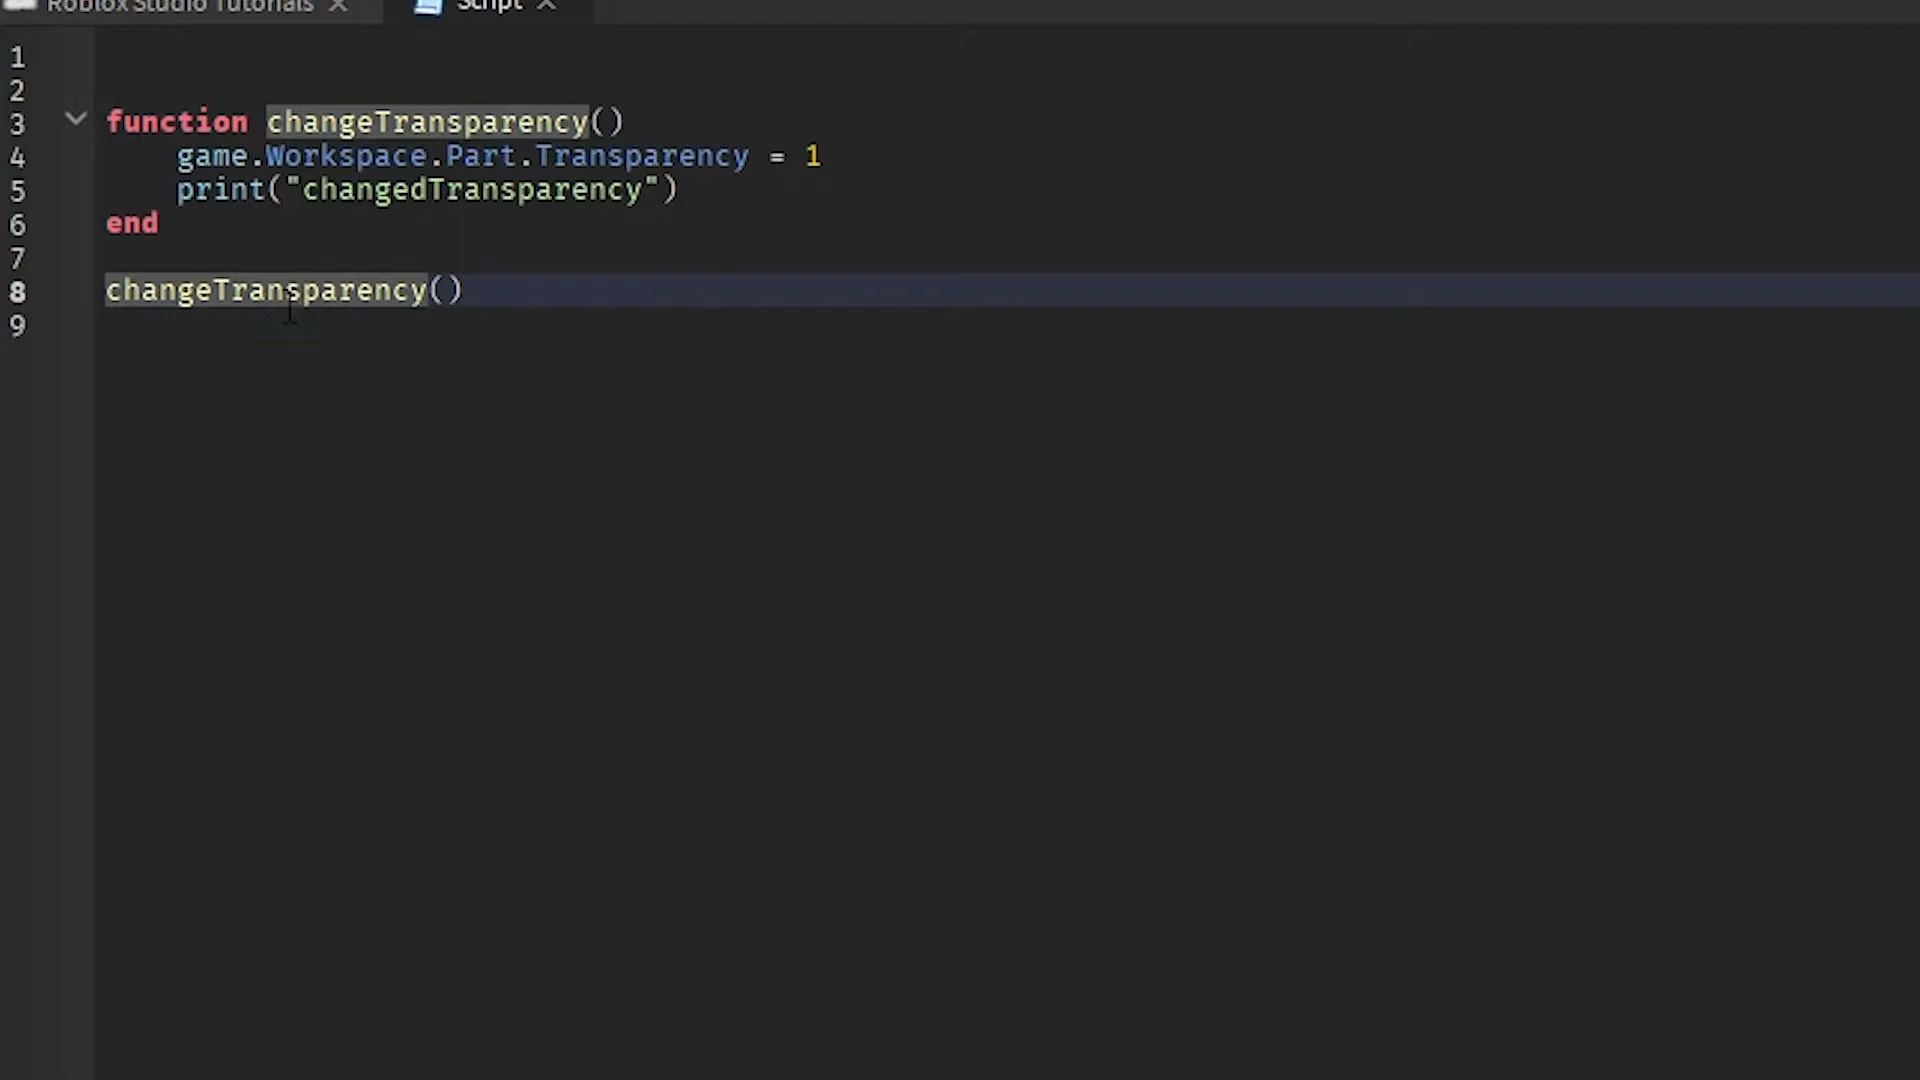 Roblox Studio Tutorials
Script
1
2
3 function changeTransparency()
4 game.Workspace.Part.Transparency = 1
5 print("changedTransparency")
6 end
7
8 changeTransparency()
9